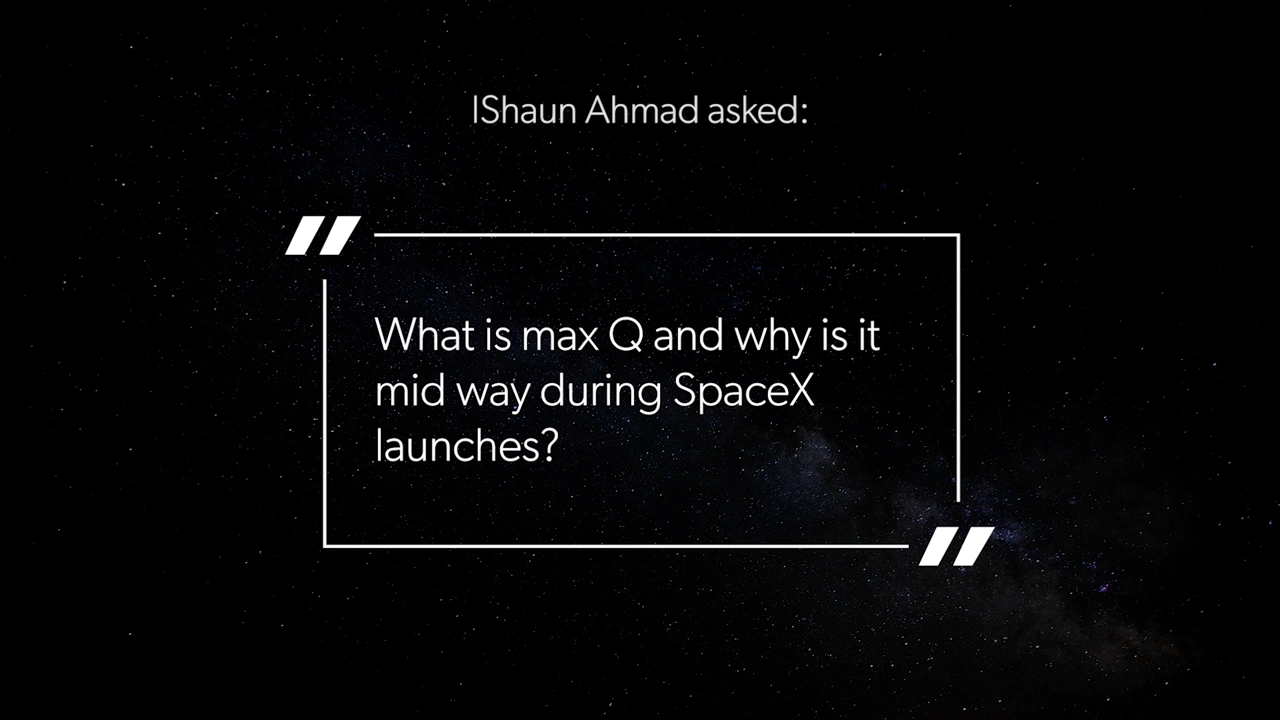 IShaun Ahmad asked:
What is max Q and why is it
mid way during SpaceX
launches?